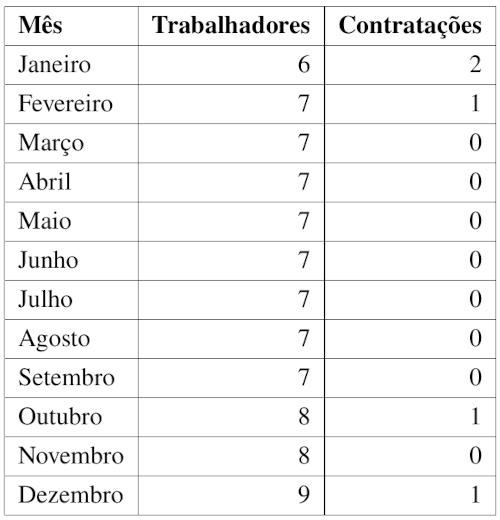 Mês Trabalhadores Contratações
Janeiro 6 2
Fevereiro 7 1
Março 7 0
Abril 7 0
Maio 7 0
Junho 7 0
Julho 7 0
Agosto 7 0
Setembro 7 0
Outubro 8 1
Novembro 8 0
Dezembro 9 1